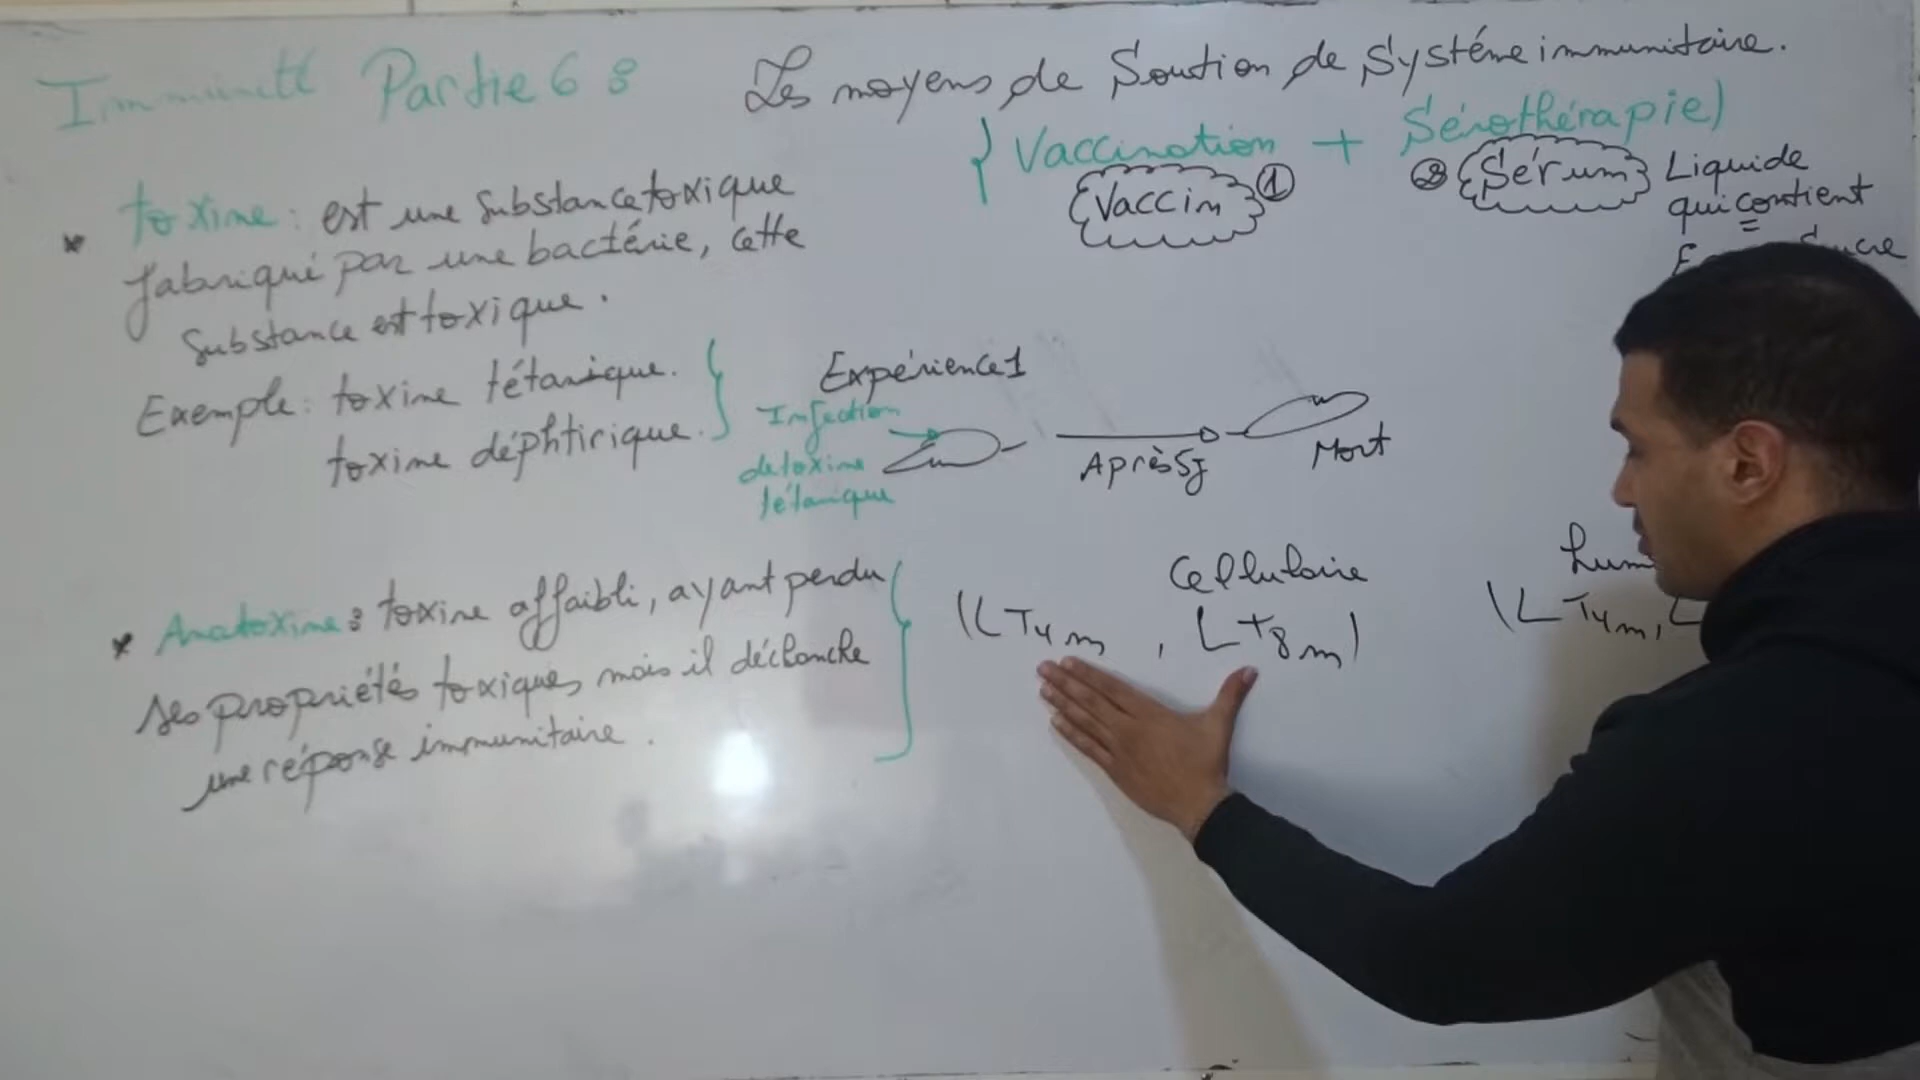 Immunité Partie 6 : Les moyens de Soution de Système immunitaire.
{ Vaccination + Sérothérapie)
Vaccin 1
2 Sérum Liquide
qui contient
* toxine : est une Substance toxique
fabriqué par une bactérie, cette
Substance est toxique.
Exemple : toxine tétanique.
toxine déphtirique.
Expérience 1
Infection
de toxine
tétanique
Après 5j
Mort
* Anatoxine : toxine affaibli, ayant perdu
ses propriétés toxiques mais il déclanche
une réponse immunitaire.
Cellulaire
(LT4m , LT8m)
hum
(LT4m, L